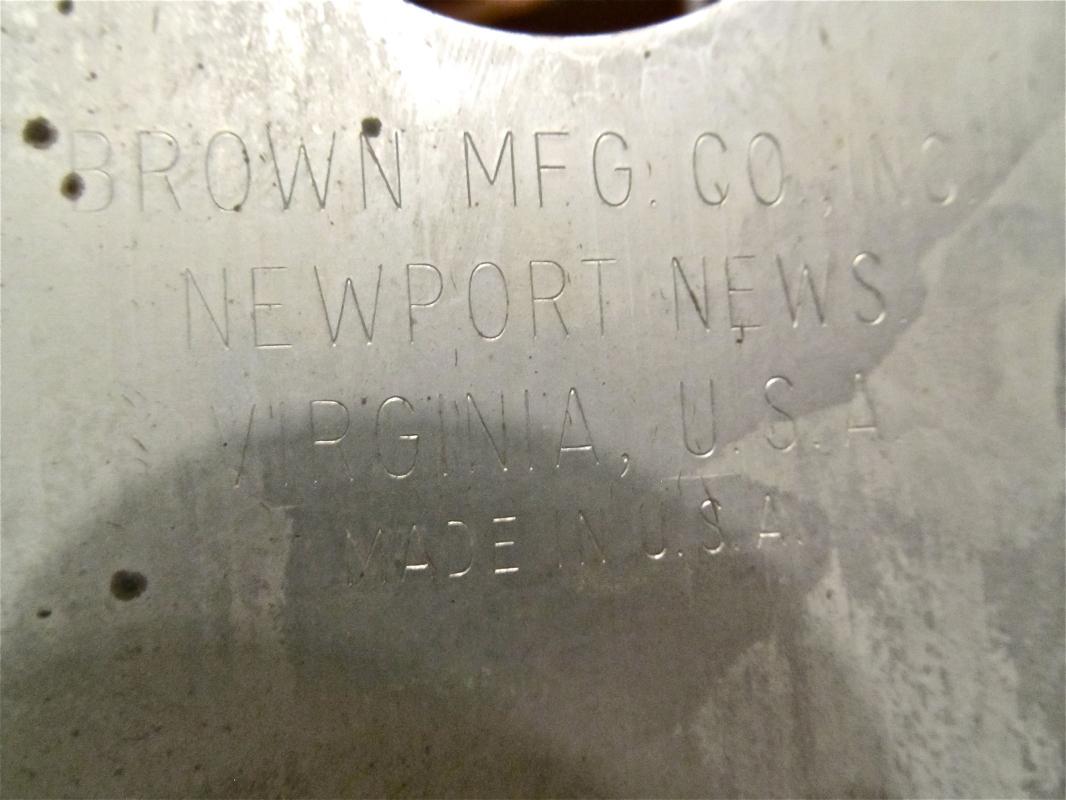 BROWN MFG. CO., INC.
NEWPORT NEWS.
VIRGINIA, U.S.A.
MADE IN U.S.A.